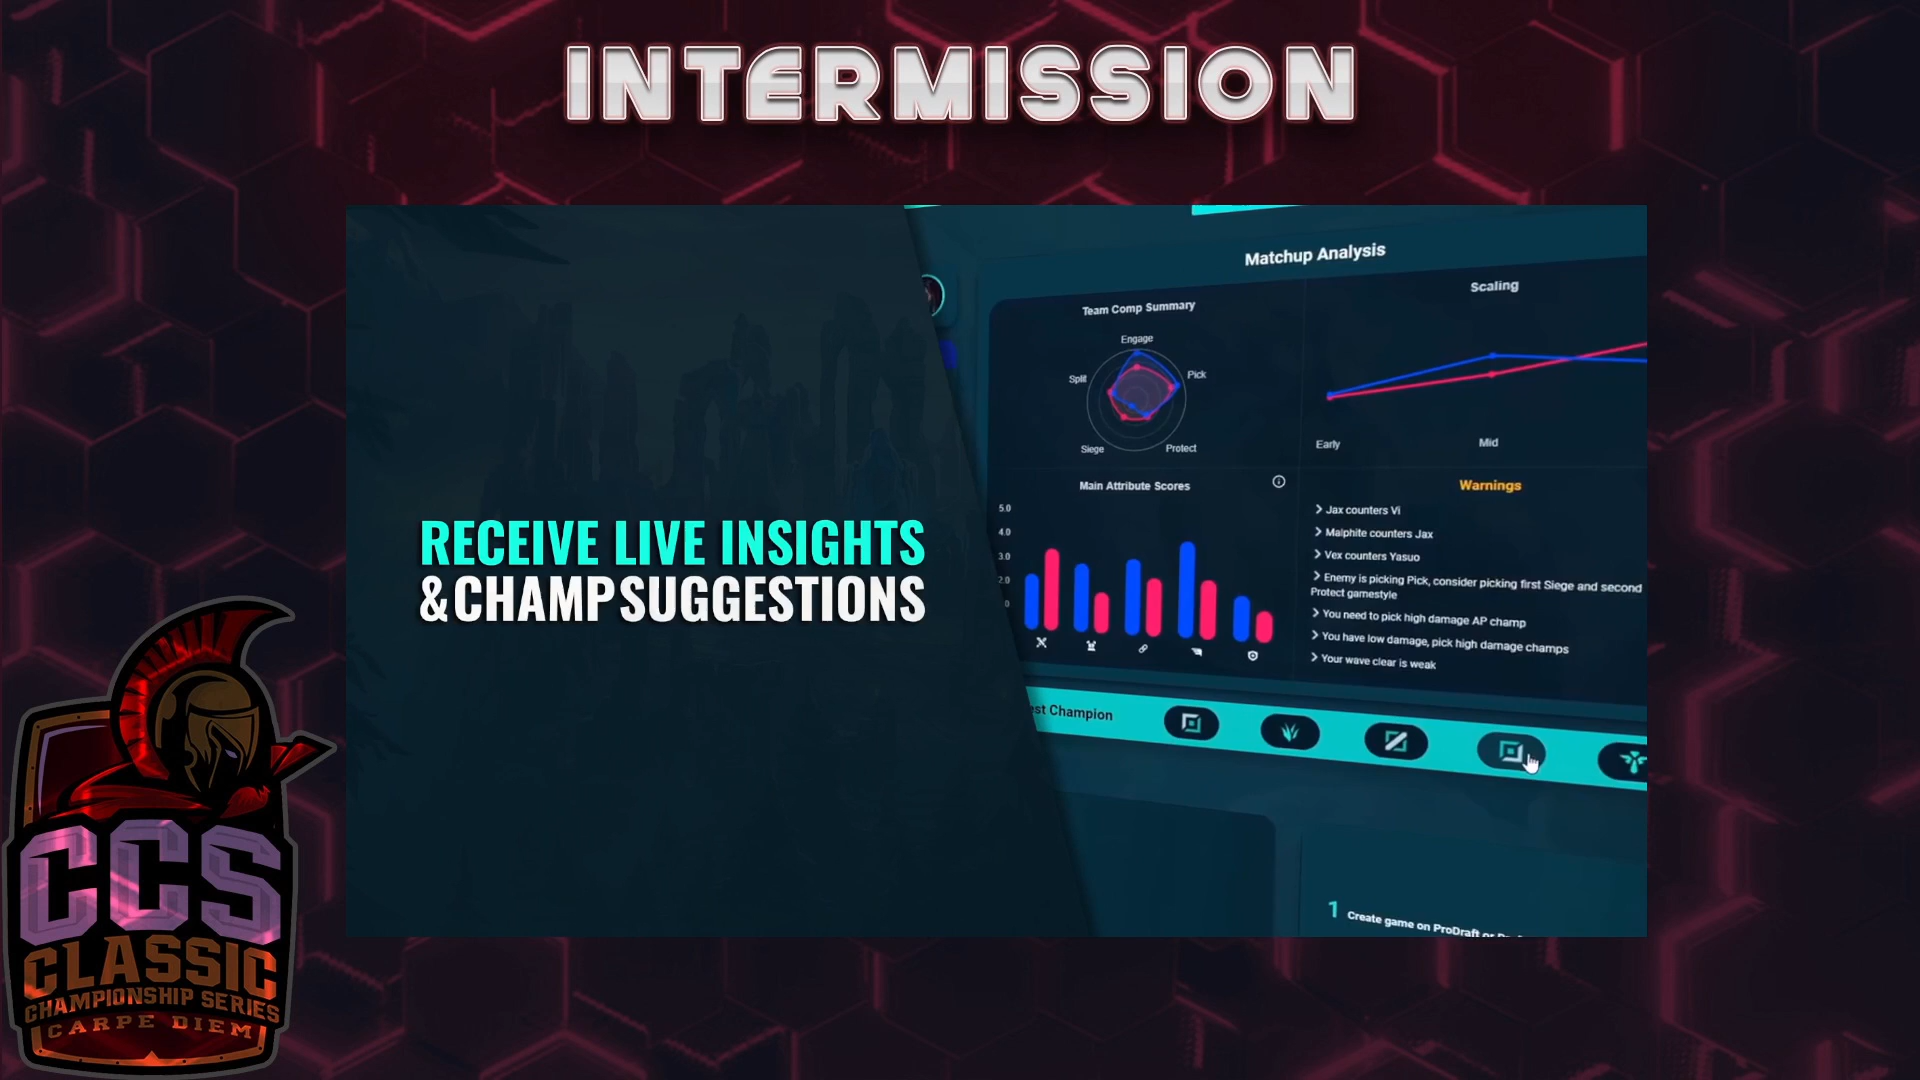 INTERMISSION
RECEIVE LIVE INSIGHTS
& CHAMP SUGGESTIONS
Matchup Analysis
Team Comp Summary
Engage
Split
Pick
Siege
Protect
Scaling
Early
Mid
Main Attribute Scores
5.0
4.0
3.0
2.0
0
Warnings
> Jax counters Vi
> Malphite counters Jax
> Vex counters Yasuo
> Enemy is picking Pick, consider picking first Siege and second
Protect gamestyle
> You need to pick high damage AP champ
> You have low damage, pick high damage champs
> Your wave clear is weak
est Champion
1 Create game on ProDraft or
CCS
CLASSIC
CHAMPIONSHIP SERIES
CARPE DIEM